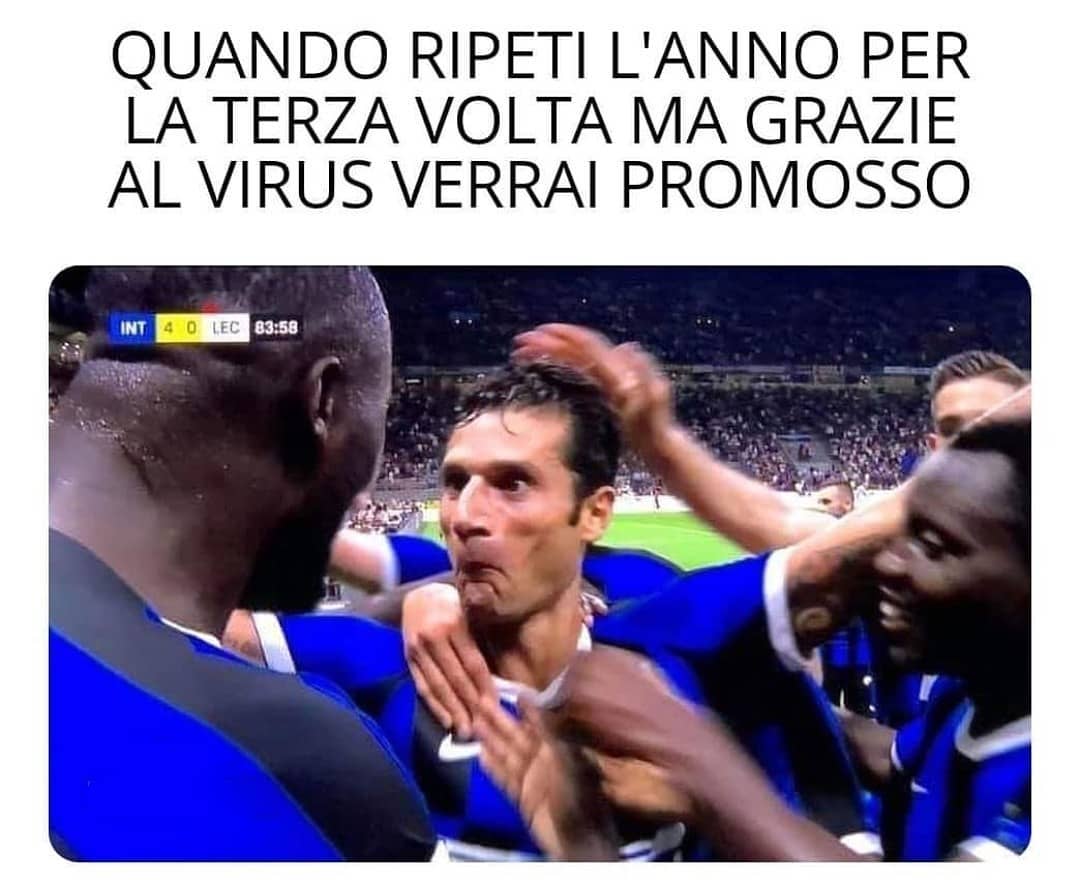 QUANDO RIPETI L'ANNO PER
LA TERZA VOLTA MA GRAZIE
AL VIRUS VERRAI PROMOSSO
INT 4 0 LEC 83:58